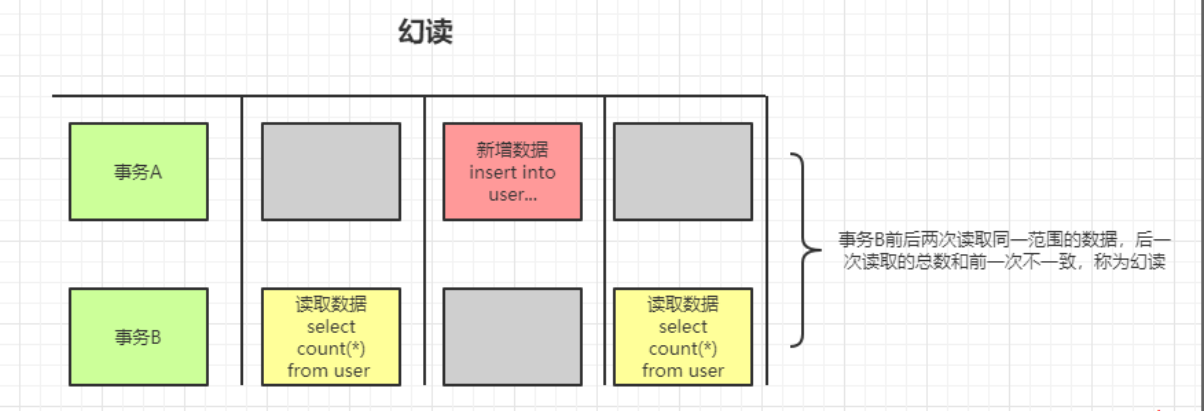 幻读
事务A
新增数据
insert into
user...
事务B前后两次读取同一范围的数据，后一
次读取的总数和前一次不一致，称为幻读
事务B
读取数据
select
count(*)
from user
读取数据
select
count(*)
from user